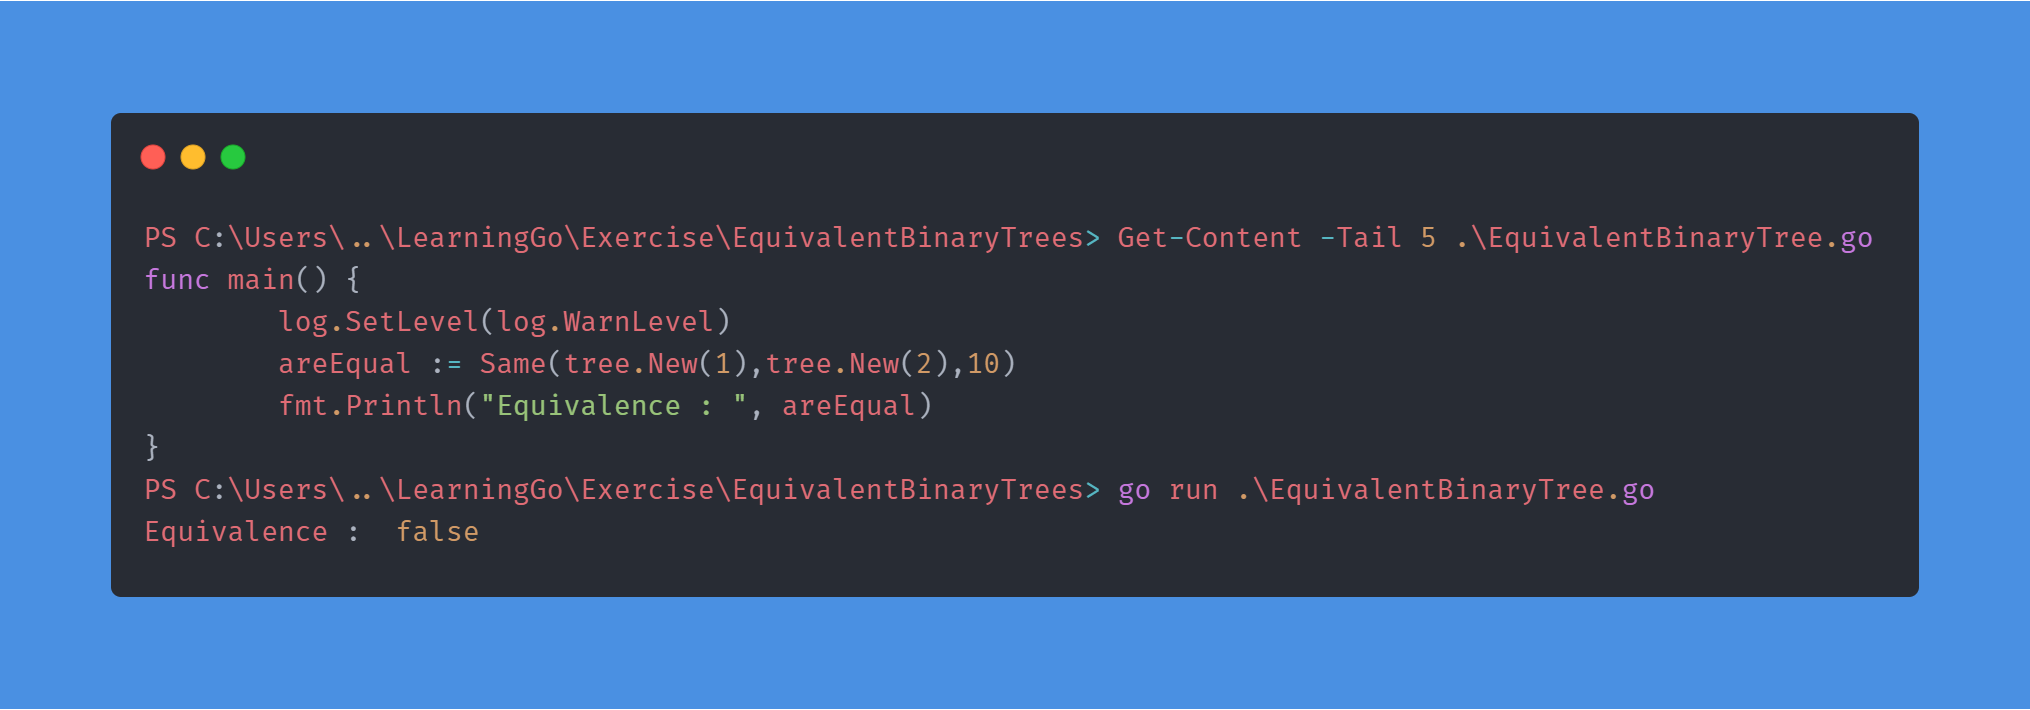 PS C:\Users\..\LearningGo\Exercise\EquivalentBinaryTrees> Get-Content -Tail 5 .\EquivalentBinaryTree.go
func main() {
        log.SetLevel(log.WarnLevel)
        areEqual := Same(tree.New(1),tree.New(2),10)
        fmt.Println("Equivalence : ", areEqual)
}
PS C:\Users\..\LearningGo\Exercise\EquivalentBinaryTrees> go run .\EquivalentBinaryTree.go
Equivalence :  false